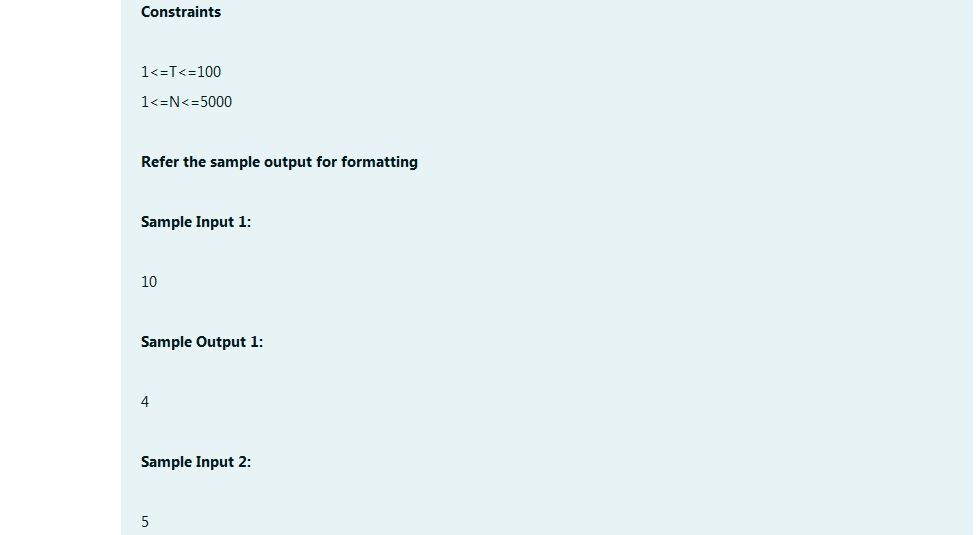 Constraints
1<=T<=100
1<=N<=5000
Refer the sample output for formatting
Sample Input 1:
10
Sample Output 1:
4
Sample Input 2:
5